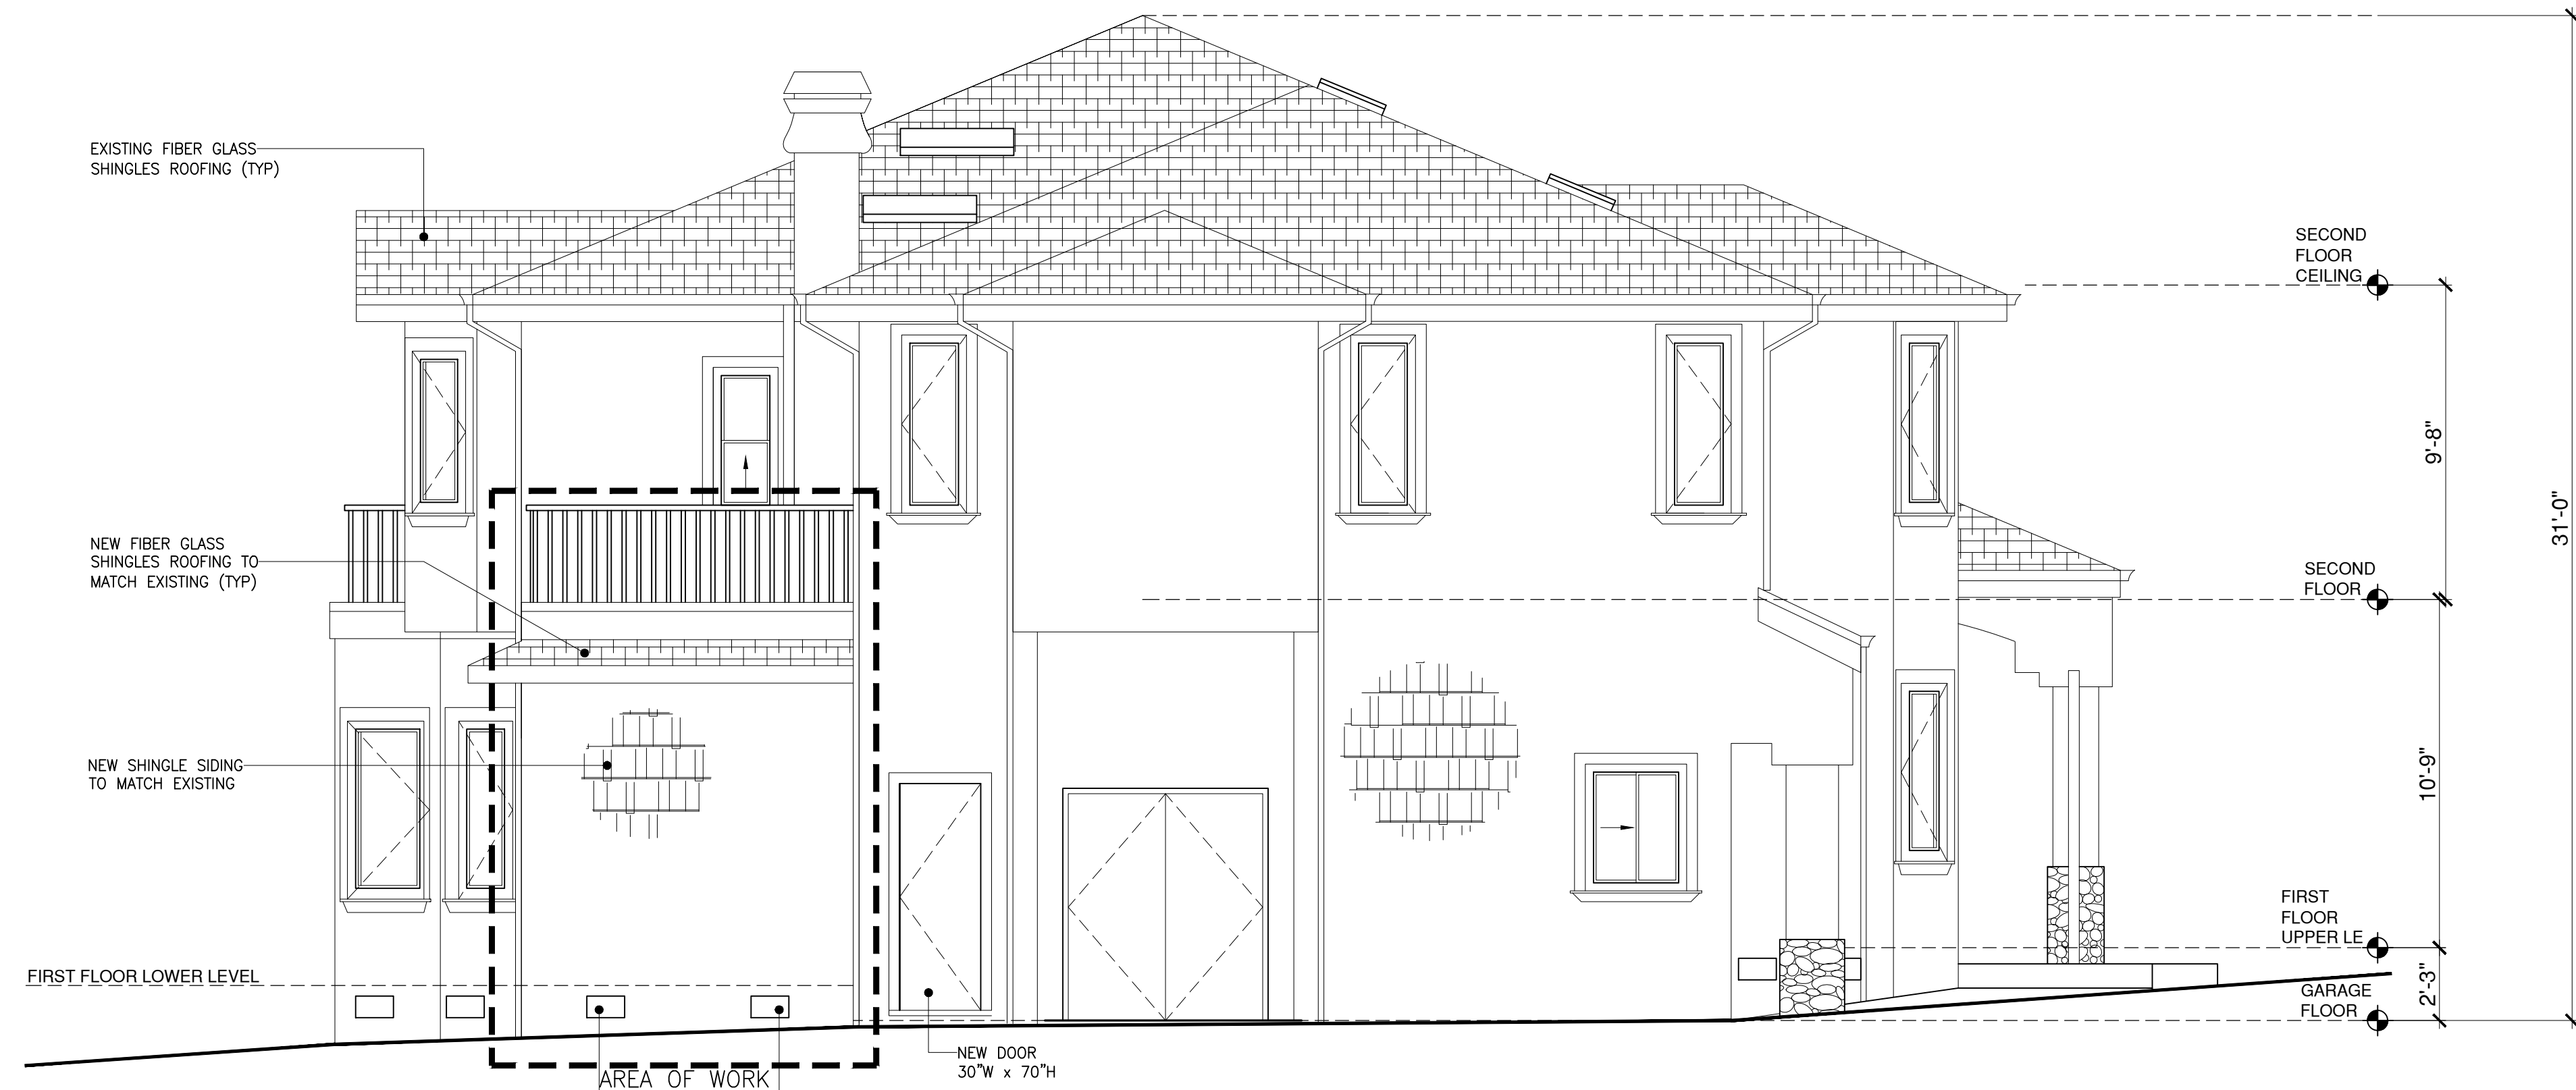 EXISTING FIBER GLASS
SHINGLES ROOFING (TYP)
SECOND
FLOOR
CEILING
9'-8"
31'-0"
NEW FIBER GLASS
SHINGLES ROOFING TO
MATCH EXISTING (TYP)
SECOND
FLOOR
NEW SHINGLE SIDING
TO MATCH EXISTING
10'-9"
FIRST
FLOOR
UPPER LE
FIRST FLOOR LOWER LEVEL
2'-3"
GARAGE
FLOOR
NEW DOOR
30"W x 70"H
AREA OF WORK